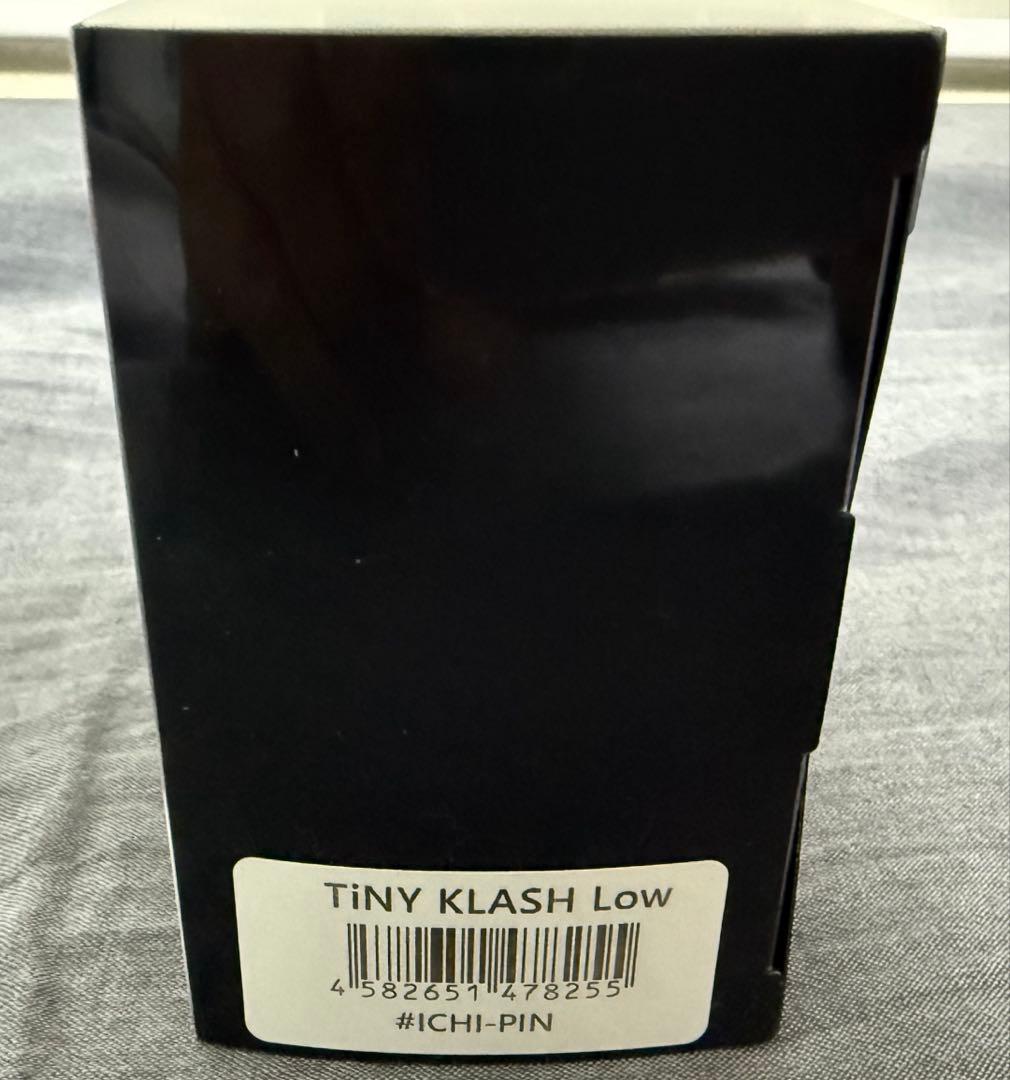 TiNY KLASH Low
4 582651 478255
#ICHI-PIN